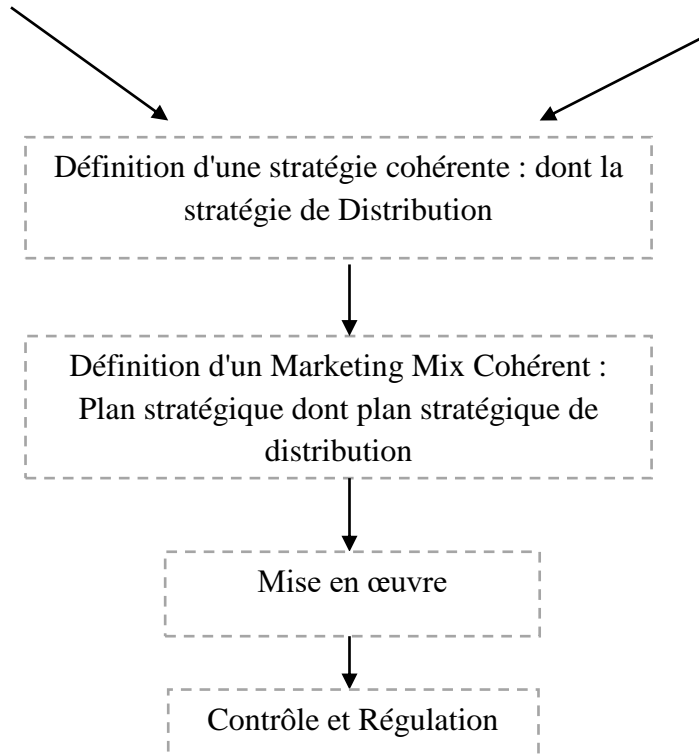 Définition d'une stratégie cohérente : dont la
stratégie de Distribution
Définition d'un Marketing Mix Cohérent :
Plan stratégique dont plan stratégique de
distribution
Mise en œuvre
Contrôle et Régulation